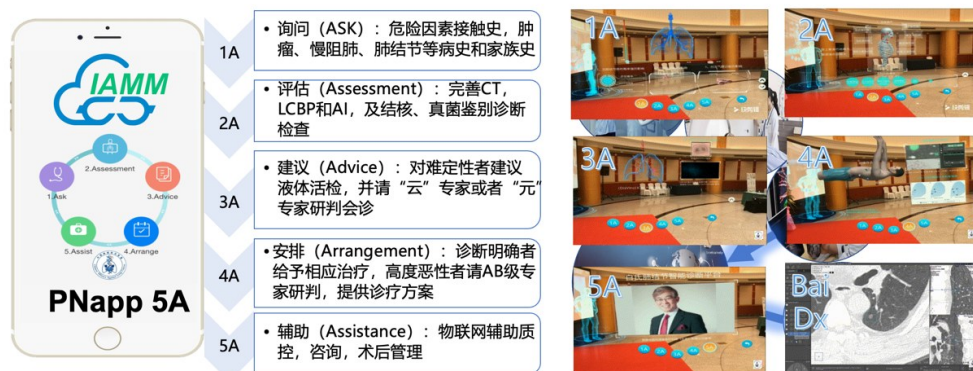 IAMM
2.Assessment
1.Ask
3.Advice
5.Assist
4.Arrange
PNapp 5A
1A
• 询问（ASK）：危险因素接触史，肿
瘤、慢阻肺、肺结节等病史和家族史
2A
• 评估（Assessment）：完善CT，
LCBP和AI，及结核、真菌鉴别诊断
检查
3A
• 建议（Advice）：对难定性者建议
液体活检，并请“云”专家或者“元”
专家研判会诊
4A
• 安排（Arrangement）：诊断明确者
给予相应治疗，高度恶性者请AB级专
家研判，提供诊疗方案
5A
• 辅助（Assistance）：物联网辅助质
控，咨询，术后管理
1A
2A
3A
4A
5A
Bai
Dx